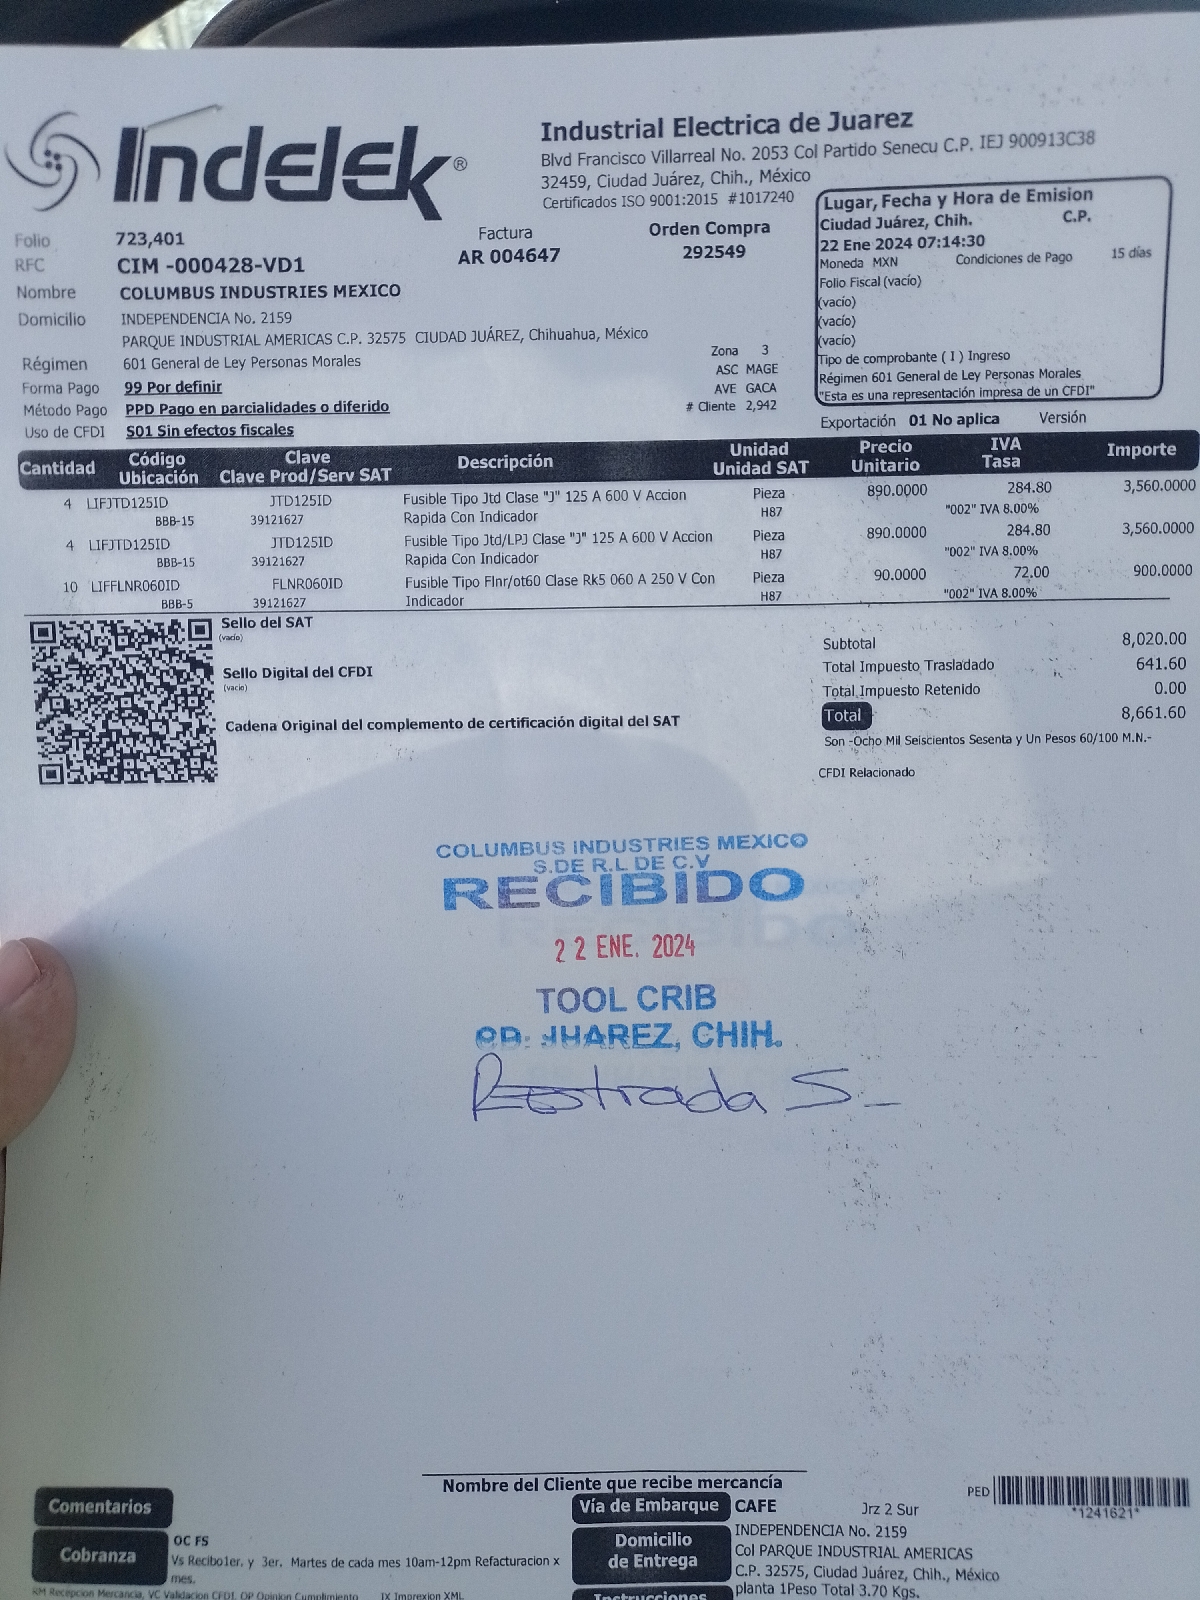 Indelek®
Industrial Electrica de Juarez
Blvd Francisco Villarreal No. 2053 Col Partido Senecu C.P. IEJ 900913C38
32459, Ciudad Juárez, Chih., México
Certificados ISO 9001:2015 #1017240
Lugar, Fecha y Hora de Emision
Ciudad Juárez, Chih. C.P.
22 Ene 2024 07:14:30
Moneda MXN Condiciones de Pago 15 días
Folio Fiscal (vacío)
(vacío)
(vacío)
(vacío)
Tipo de comprobante ( I ) Ingreso
Régimen 601 General de Ley Personas Morales
"Esta es una representación impresa de un CFDI"
Folio 723,401
Factura
AR 004647
Orden Compra
292549
RFC CIM -000428-VD1
Nombre COLUMBUS INDUSTRIES MEXICO
Domicilio INDEPENDENCIA No. 2159
PARQUE INDUSTRIAL AMERICAS C.P. 32575 CIUDAD JUÁREZ, Chihuahua, México
Régimen 601 General de Ley Personas Morales
Forma Pago 99 Por definir
Método Pago PPD Pago en parcialidades o diferido
Uso de CFDI S01 Sin efectos fiscales
Zona 3
ASC MAGE
AVE GACA
# Cliente 2,942
Exportación 01 No aplica Versión
Cantidad Código Ubicación Clave Clave Prod/Serv SAT Descripción Unidad Unidad SAT Precio Unitario IVA Tasa Importe
4 LIFJTD125ID JTD125ID Fusible Tipo Jtd Clase "J" 125 A 600 V Accion Pieza 890.0000 284.80 3,560.0000
BBB-15 39121627 Rapida Con Indicador H87 "002" IVA 8.00%
4 LIFJTD125ID JTD125ID Fusible Tipo Jtd/LPJ Clase "J" 125 A 600 V Accion Pieza 890.0000 284.80 3,560.0000
BBB-15 39121627 Rapida Con Indicador H87 "002" IVA 8.00%
10 LIFFLNR060ID FLNR060ID Fusible Tipo Flnr/ot60 Clase Rk5 060 A 250 V Con Pieza 90.0000 72.00 900.0000
BBB-5 39121627 Indicador H87 "002" IVA 8.00%
Sello del SAT
(vacío)
Sello Digital del CFDI
(vacío)
Cadena Original del complemento de certificación digital del SAT
Subtotal 8,020.00
Total Impuesto Trasladado 641.60
Total Impuesto Retenido 0.00
Total 8,661.60
Son -Ocho Mil Seiscientos Sesenta y Un Pesos 60/100 M.N.-
CFDI Relacionado
COLUMBUS INDUSTRIES MEXICO
S.DE R.L DE C.V
RECIBIDO
22 ENE. 2024
TOOL CRIB
CD. JUAREZ, CHIH.
REstrada S_
Nombre del Cliente que recibe mercancía
Comentarios
Cobranza
OC FS
Vs Recibo1er. y 3er. Martes de cada mes 10am-12pm Refacturacion x
mes.
RM Recepcion Mercancia, VC Validacion CFDI, OP Opinion Cumplimiento IX Impresion XML
Vía de Embarque CAFE Jrz 2 Sur
PED
*1241621*
Domicilio de Entrega
INDEPENDENCIA No. 2159
Col PARQUE INDUSTRIAL AMERICAS
C.P. 32575, Ciudad Juárez, Chih., México
planta 1Peso Total 3.70 Kgs.
Instrucciones